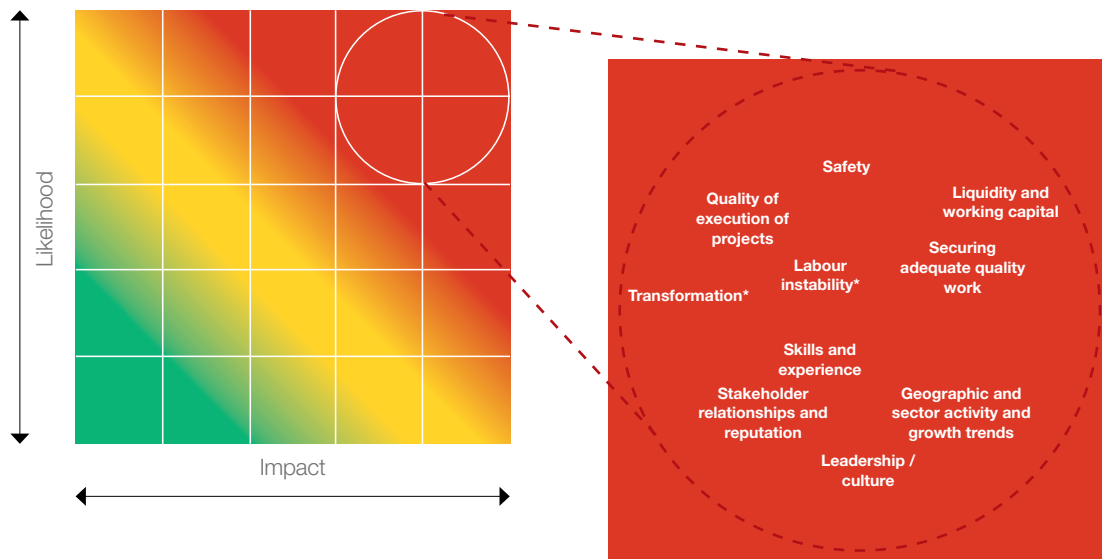 Likelihood
Impact
Safety
Quality of
execution of
projects
Liquidity and
working capital
Securing
adequate quality
work
Labour
instability*
Transformation*
Skills and
experience
Stakeholder
relationships and
reputation
Geographic and
sector activity and
growth trends
Leadership /
culture